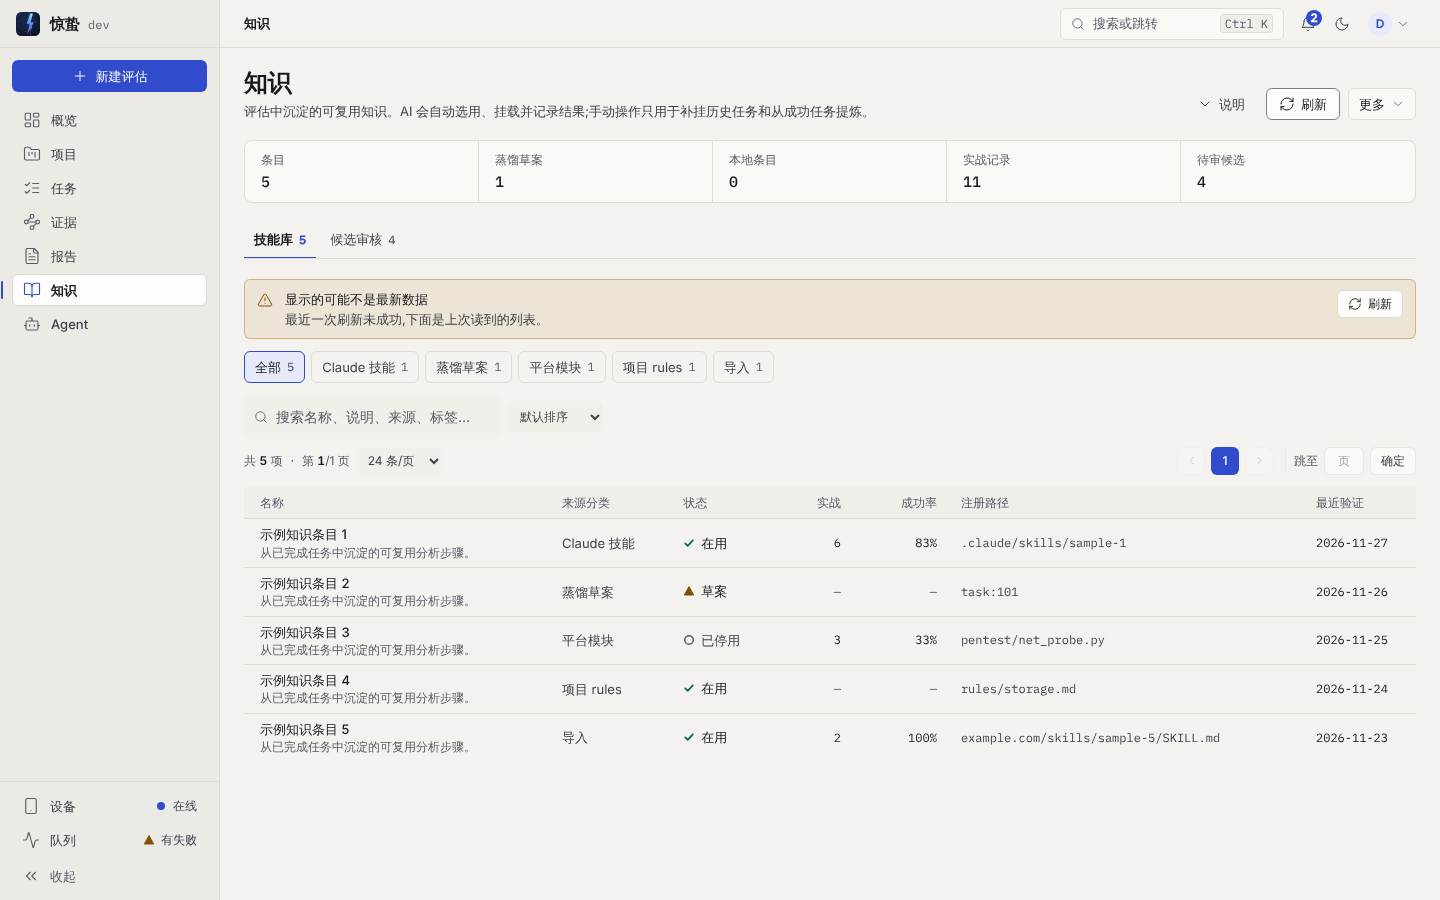 惊蛰 dev
知识
搜索或跳转 Ctrl K
2
D
新建评估
概览
项目
任务
证据
报告
知识
Agent
设备 在线
队列 有失败
收起
知识
评估中沉淀的可复用知识。AI 会自动选用、挂载并记录结果;手动操作只用于补挂历史任务和从成功任务提炼。
说明
刷新
更多
条目
5
蒸馏草案
1
本地条目
0
实战记录
11
待审候选
4
技能库 5
候选审核 4
显示的可能不是最新数据
最近一次刷新未成功,下面是上次读到的列表。
刷新
全部 5
Claude 技能 1
蒸馏草案 1
平台模块 1
项目 rules 1
导入 1
搜索名称、说明、来源、标签...
默认排序
共 5 项 · 第 1/1 页
24 条/页
1
跳至 页 确定
名称 来源分类 状态 实战 成功率 注册路径 最近验证
示例知识条目 1
从已完成任务中沉淀的可复用分析步骤。
Claude 技能 在用 6 83% .claude/skills/sample-1 2026-11-27
示例知识条目 2
从已完成任务中沉淀的可复用分析步骤。
蒸馏草案 草案 — — task:101 2026-11-26
示例知识条目 3
从已完成任务中沉淀的可复用分析步骤。
平台模块 已停用 3 33% pentest/net_probe.py 2026-11-25
示例知识条目 4
从已完成任务中沉淀的可复用分析步骤。
项目 rules 在用 — — rules/storage.md 2026-11-24
示例知识条目 5
从已完成任务中沉淀的可复用分析步骤。
导入 在用 2 100% example.com/skills/sample-5/SKILL.md 2026-11-23